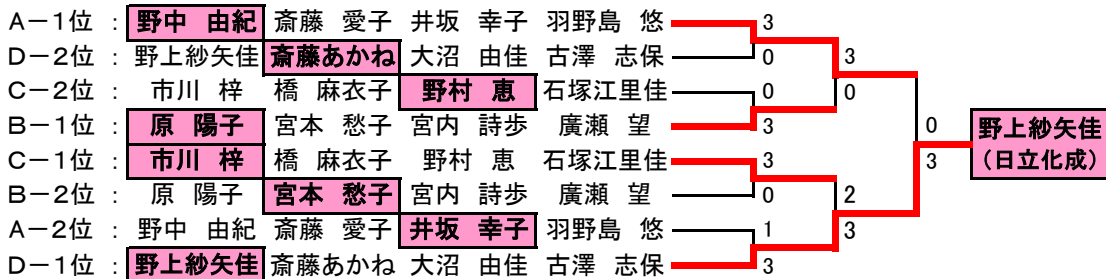 A－1位 : 野中 由紀 斎藤 愛子 井坂 幸子 羽野島 悠 3
D－2位 : 野上紗矢佳 斎藤あかね 大沼 由佳 古澤 志保 0 3
C－2位 : 市川 梓 橋 麻衣子 野村 恵 石塚江里佳 0 0
B－1位 : 原 陽子 宮本 愁子 宮内 詩歩 廣瀬 望 3 0 野上紗矢佳
C－1位 : 市川 梓 橋 麻衣子 野村 恵 石塚江里佳 3 3 （日立化成）
B－2位 : 原 陽子 宮本 愁子 宮内 詩歩 廣瀬 望 0 2
A－2位 : 野中 由紀 斎藤 愛子 井坂 幸子 羽野島 悠 1 3
D－1位 : 野上紗矢佳 斎藤あかね 大沼 由佳 古澤 志保 3